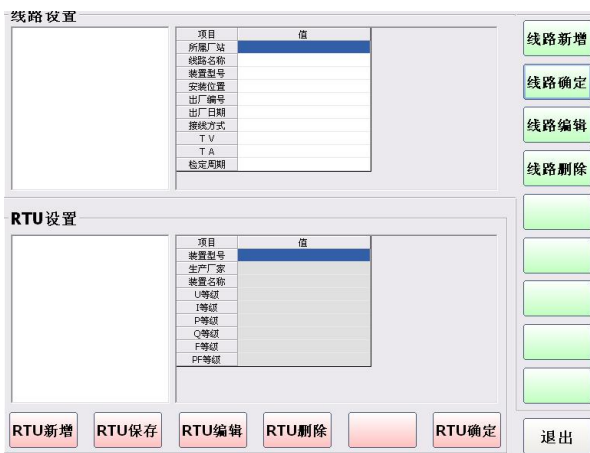 线路设置
项目 值
所属厂站
线路名称
装置型号
安装位置
出厂编号
出厂日期
接线方式
TV
TA
检定周期
线路新增
线路确定
线路编辑
线路删除
RTU设置
项目 值
装置型号
生产厂家
装置名称
U等级
I等级
P等级
Q等级
F等级
PF等级
RTU新增 RTU保存 RTU编辑 RTU删除 RTU确定 退出